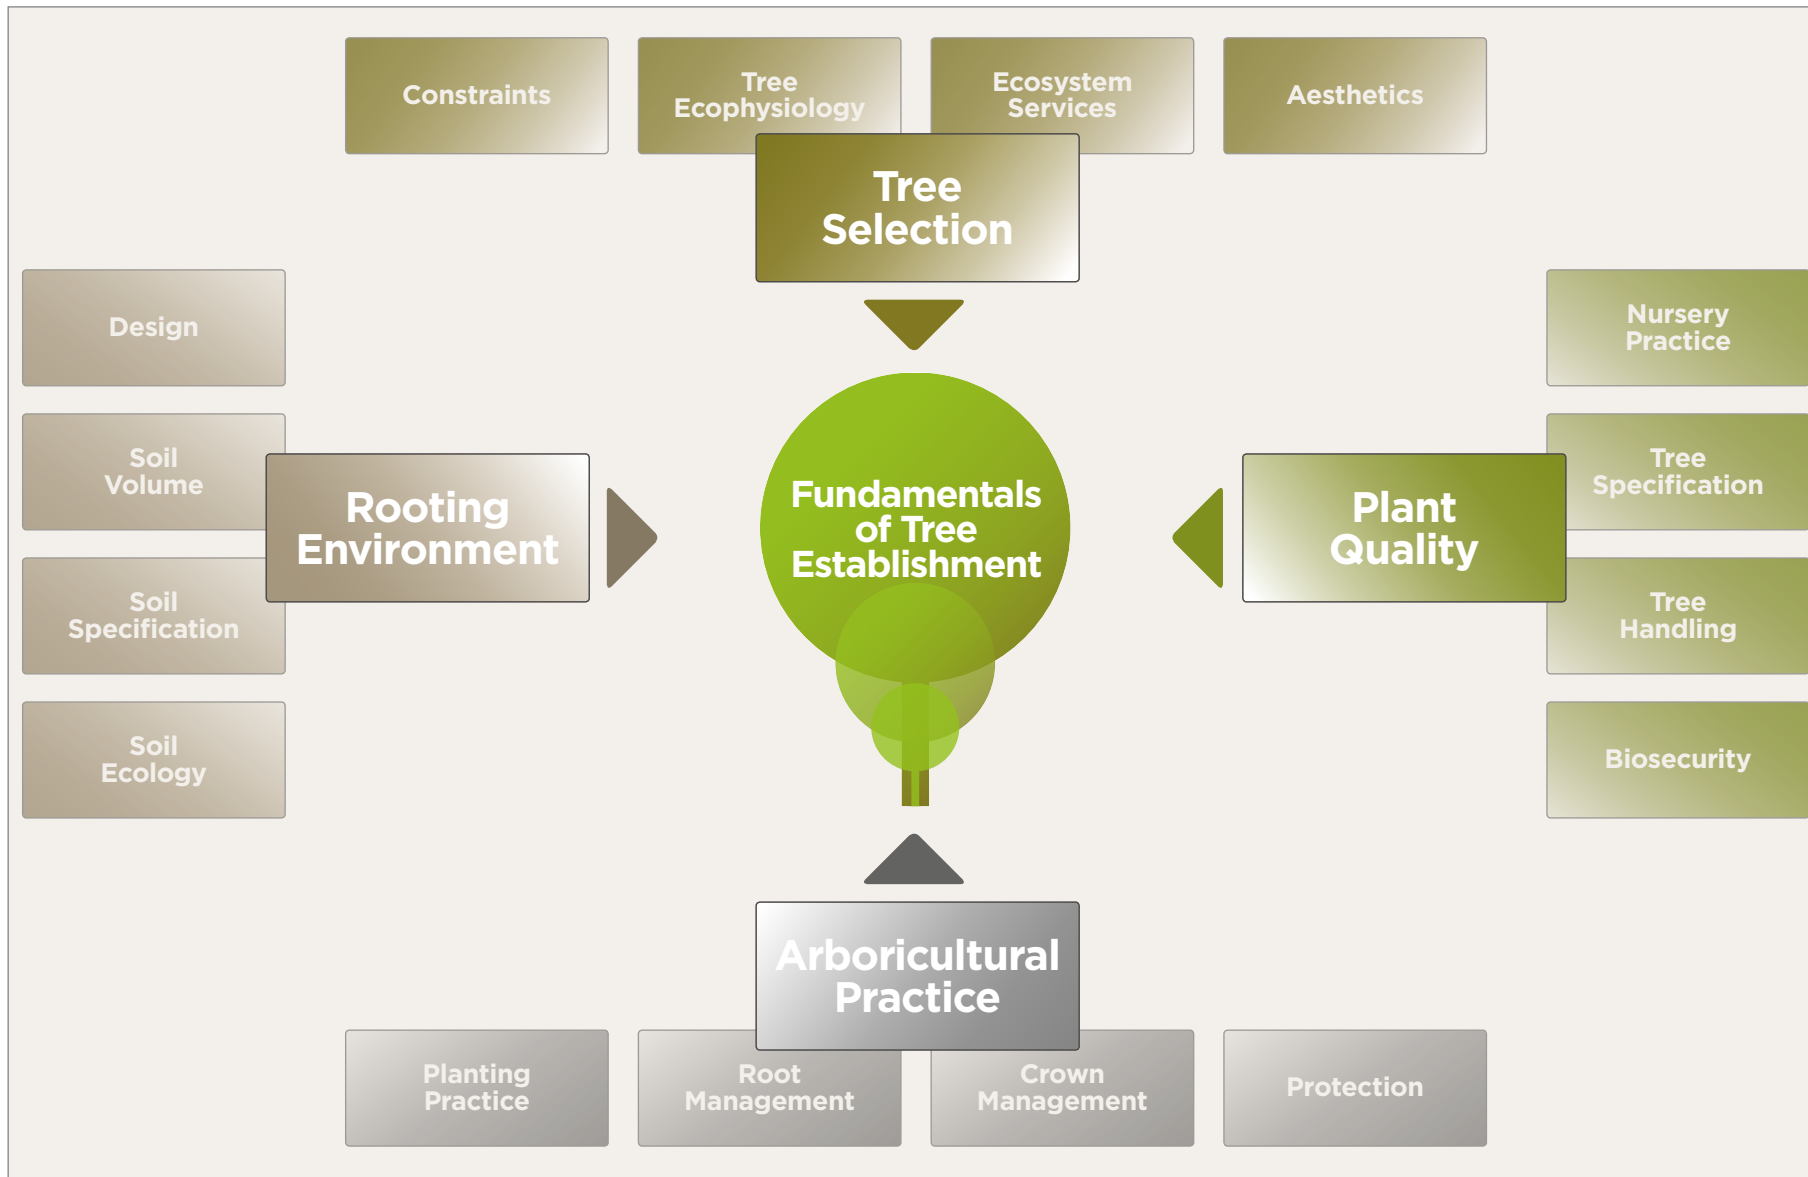 Constraints
Tree
Ecophysiology
Ecosystem
Services
Aesthetics
Tree
Selection
Design
Soil
Volume
Soil
Specification
Soil
Ecology
Rooting
Environment
Fundamentals
of Tree
Establishment
Plant
Quality
Nursery
Practice
Tree
Specification
Tree
Handling
Biosecurity
Arboricultural
Practice
Planting
Practice
Root
Management
Crown
Management
Protection